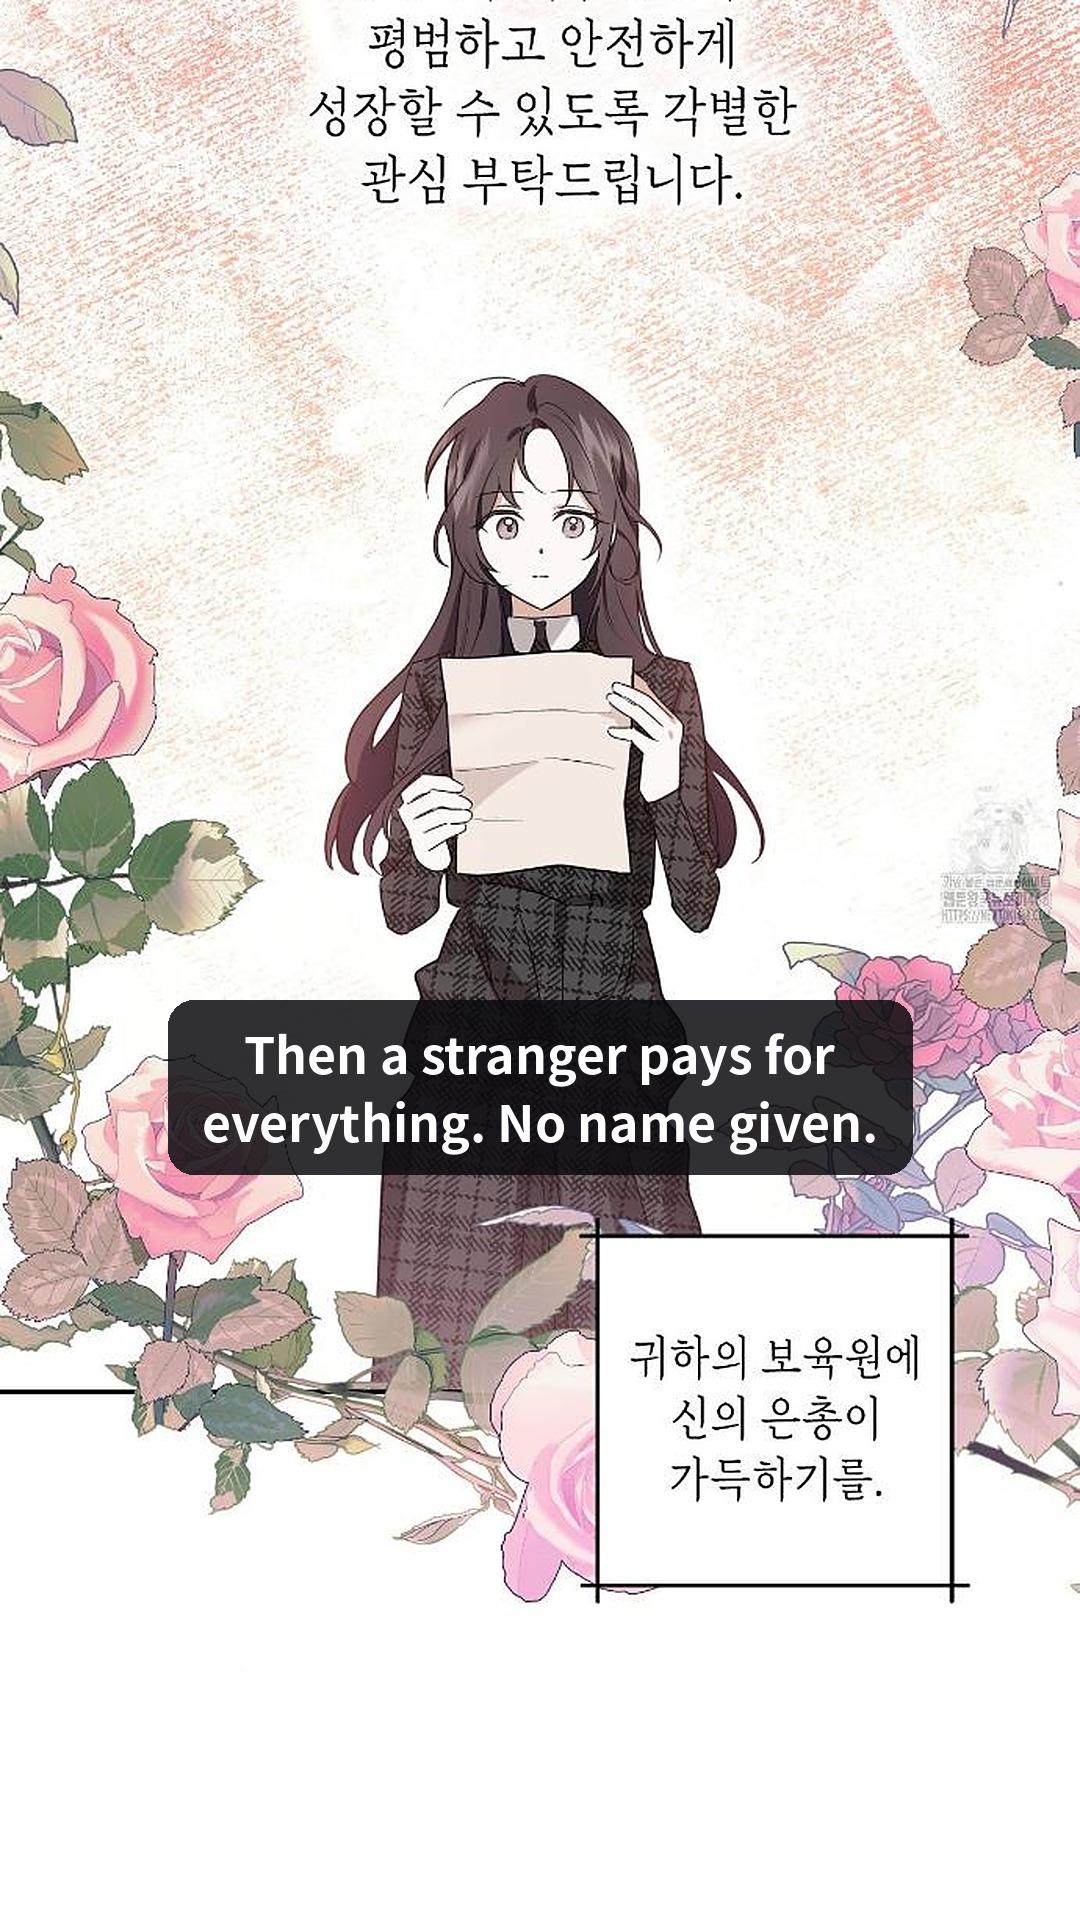 평범하고 안전하게
성장할 수 있도록 각별한
관심 부탁드립니다.
Then a stranger pays for
everything. No name given.
귀하의 보육원에
신의 은총이
가득하기를.